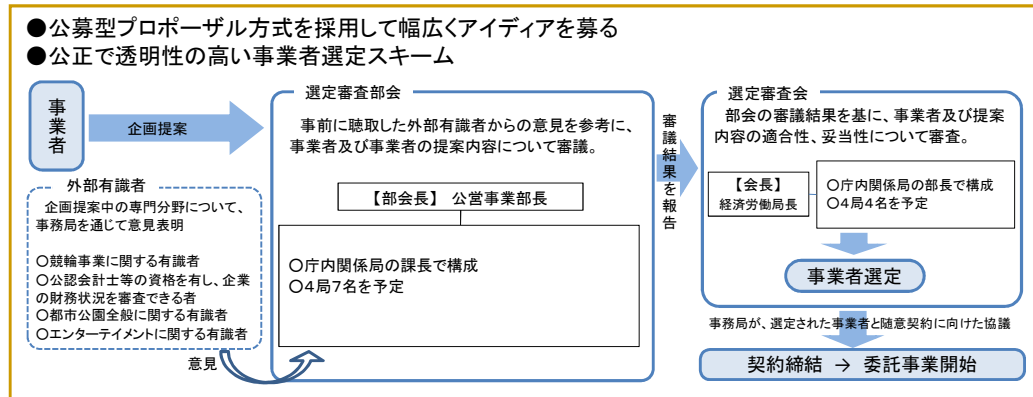 ●公募型プロポーザル方式を採用して幅広くアイディアを募る
●公正で透明性の高い事業者選定スキーム
事業者
企画提案
外部有識者
企画提案中の専門分野について、
事務局を通じて意見表明
○競輪事業に関する有識者
○公認会計士等の資格を有し、企業
の財務状況を審査できる者
○都市公園全般に関する有識者
○エンターテイメントに関する有識者
意見
選定審査部会
事前に聴取した外部有識者からの意見を参考に、
事業者及び事業者の提案内容について審議。
【部会長】 公営事業部長
○庁内関係局の課長で構成
○4局7名を予定
審議結果を報告
選定審査会
部会の審議結果を基に、事業者及び提案
内容の適合性、妥当性について審査。
【会長】
経済労働局長
○庁内関係局の部長で構成
○4局4名を予定
事業者選定
事務局が、選定された事業者と随意契約に向けた協議
契約締結 → 委託事業開始